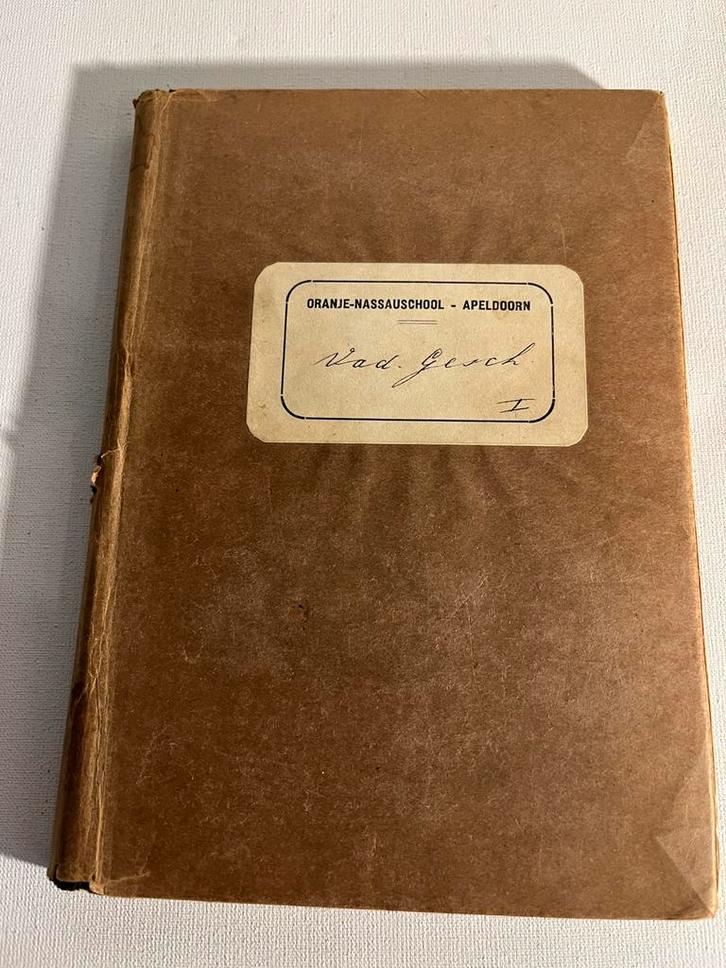 ORANJE-NASSAUSCHOOL - APELDOORN
Vad. Gesch.
I